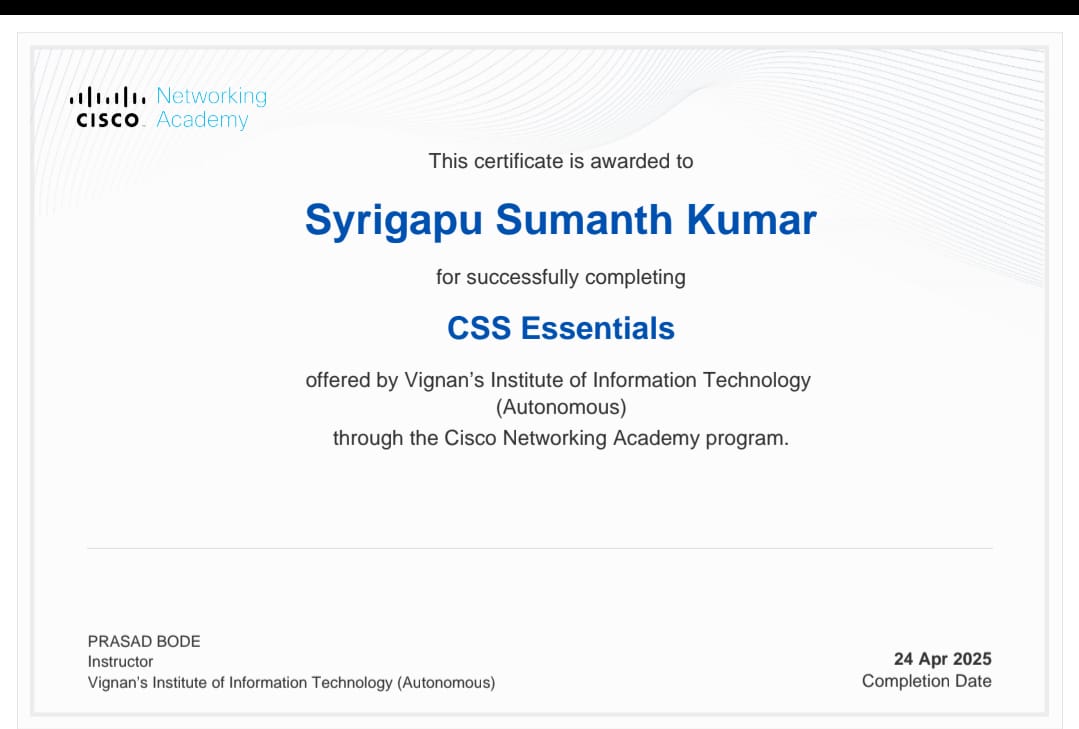 Networking
CISCO Academy
This certificate is awarded to
Syrigapu Sumanth Kumar
for successfully completing
CSS Essentials
offered by Vignan’s Institute of Information Technology
(Autonomous)
through the Cisco Networking Academy program.
PRASAD BODE
Instructor
Vignan’s Institute of Information Technology (Autonomous)
24 Apr 2025
Completion Date